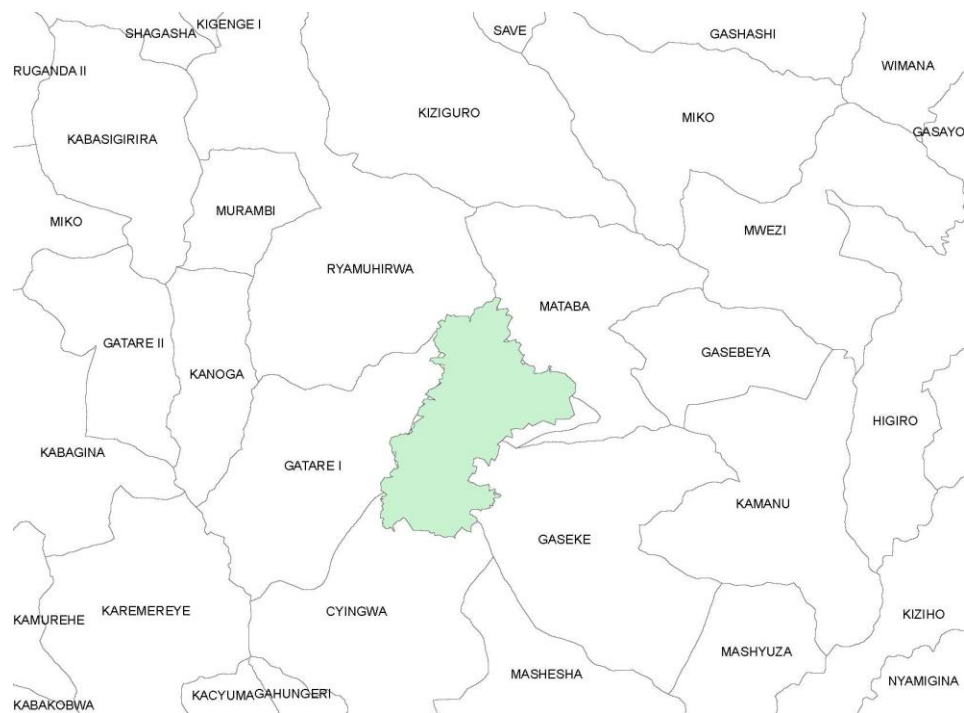 KIGENGE I
SHAGASHA
SAVE
GASHASHI
WIMANA
RUGANDA II
KIZIGURO
MIKO
GASAYO
KABASIGIRIRA
MURAMBI
MIKO
MWEZI
RYAMUHIRWA
MATABA
GATARE II
GASEBEYA
KANOGA
HIGIRO
KABAGINA
GATARE I
KAMANU
GASEKE
KAREMEREYE
CYINGWA
KAMUREHE
KIZIHO
MASHYUZA
MASHESHA
NYAMIGINA
KACYUMA
GAHUNGERI
KABAKOBWA